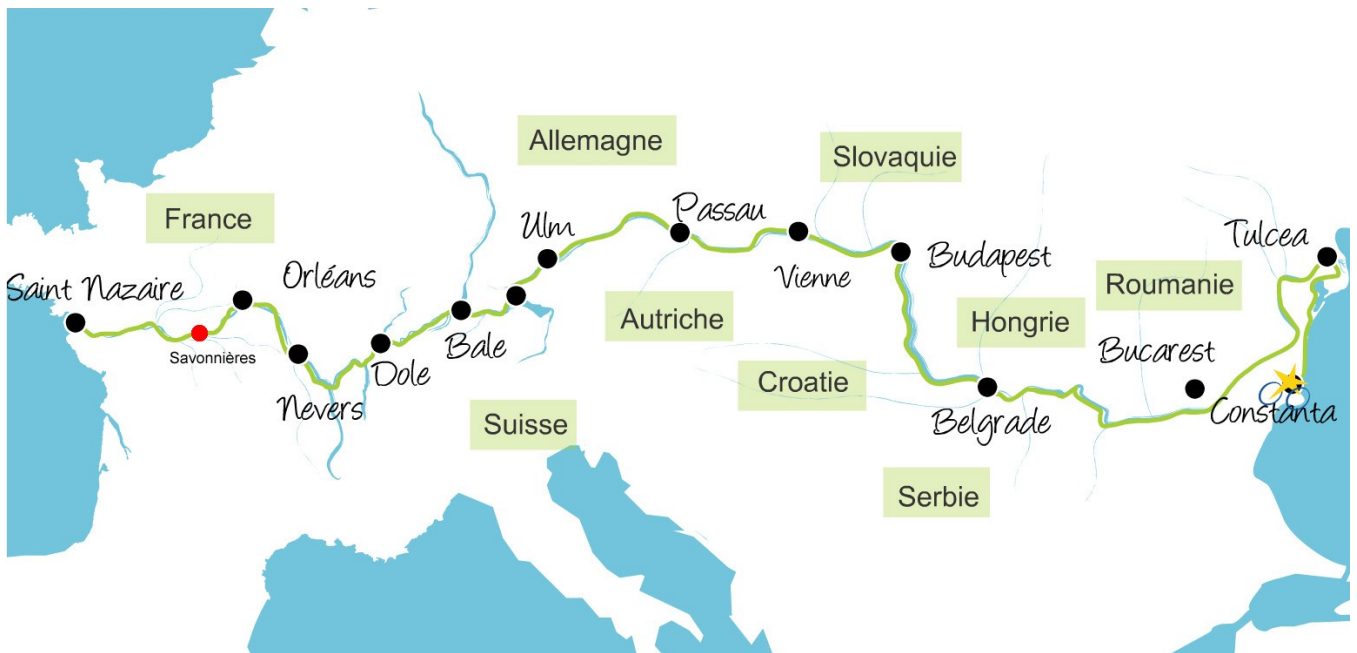 Allemagne
Slovaquie
France
Passau
Ulm
Tulcea
Budapest
Vienne
Orléans
Saint Nazaire
Roumanie
Autriche
Hongrie
Bale
Bucarest
Savonnières
Dole
Croatie
Nevers
Constanta
Belgrade
Suisse
Serbie